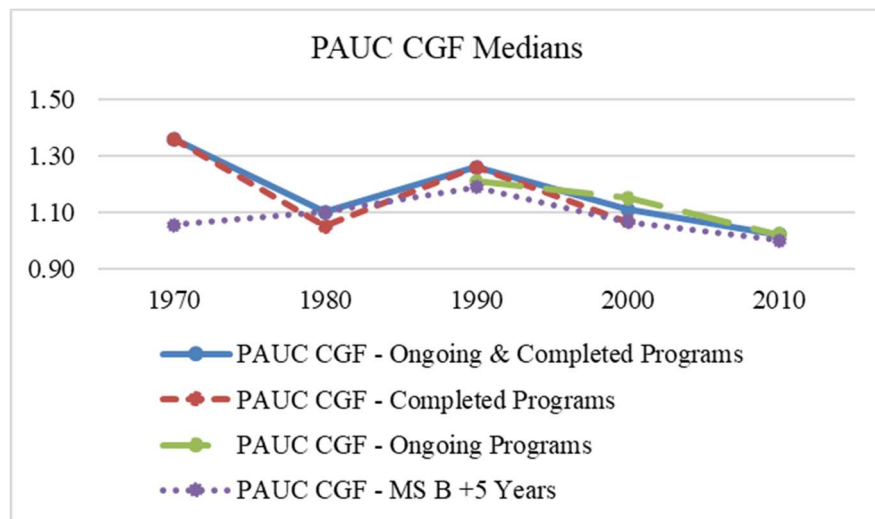 PAUC CGF Medians
1.50
1.30
1.10
0.90
1970 1980 1990 2000 2010
PAUC CGF - Ongoing & Completed Programs
PAUC CGF - Completed Programs
PAUC CGF - Ongoing Programs
PAUC CGF - MS B +5 Years